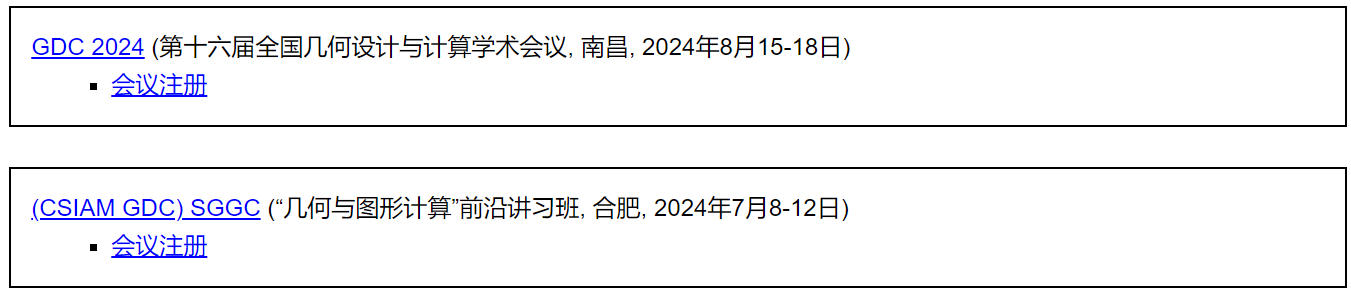 GDC 2024 (第十六届全国几何设计与计算学术会议, 南昌, 2024年8月15-18日)
会议注册
(CSIAM GDC) SGGC (“几何与图形计算”前沿讲习班, 合肥, 2024年7月8-12日)
会议注册